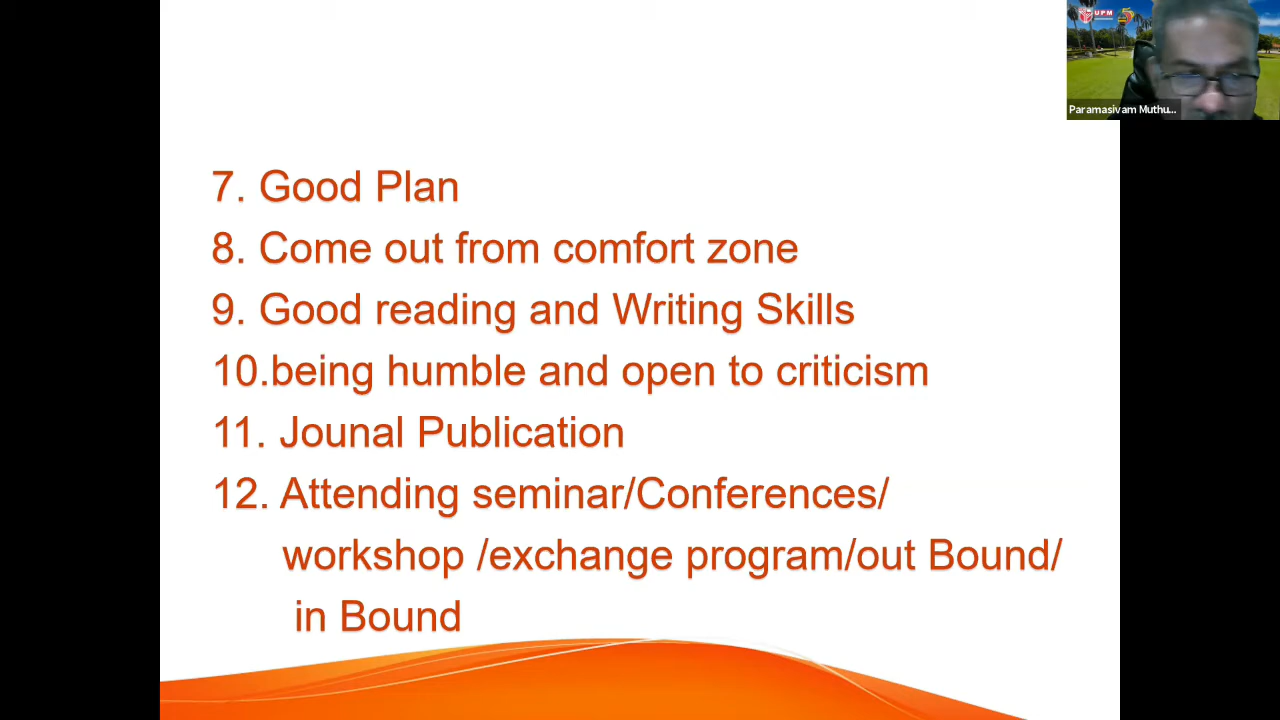 UPM
Paramasivam Muthu...
7. Good Plan
8. Come out from comfort zone
9. Good reading and Writing Skills
10.being humble and open to criticism
11. Jounal Publication
12. Attending seminar/Conferences/
workshop /exchange program/out Bound/
in Bound